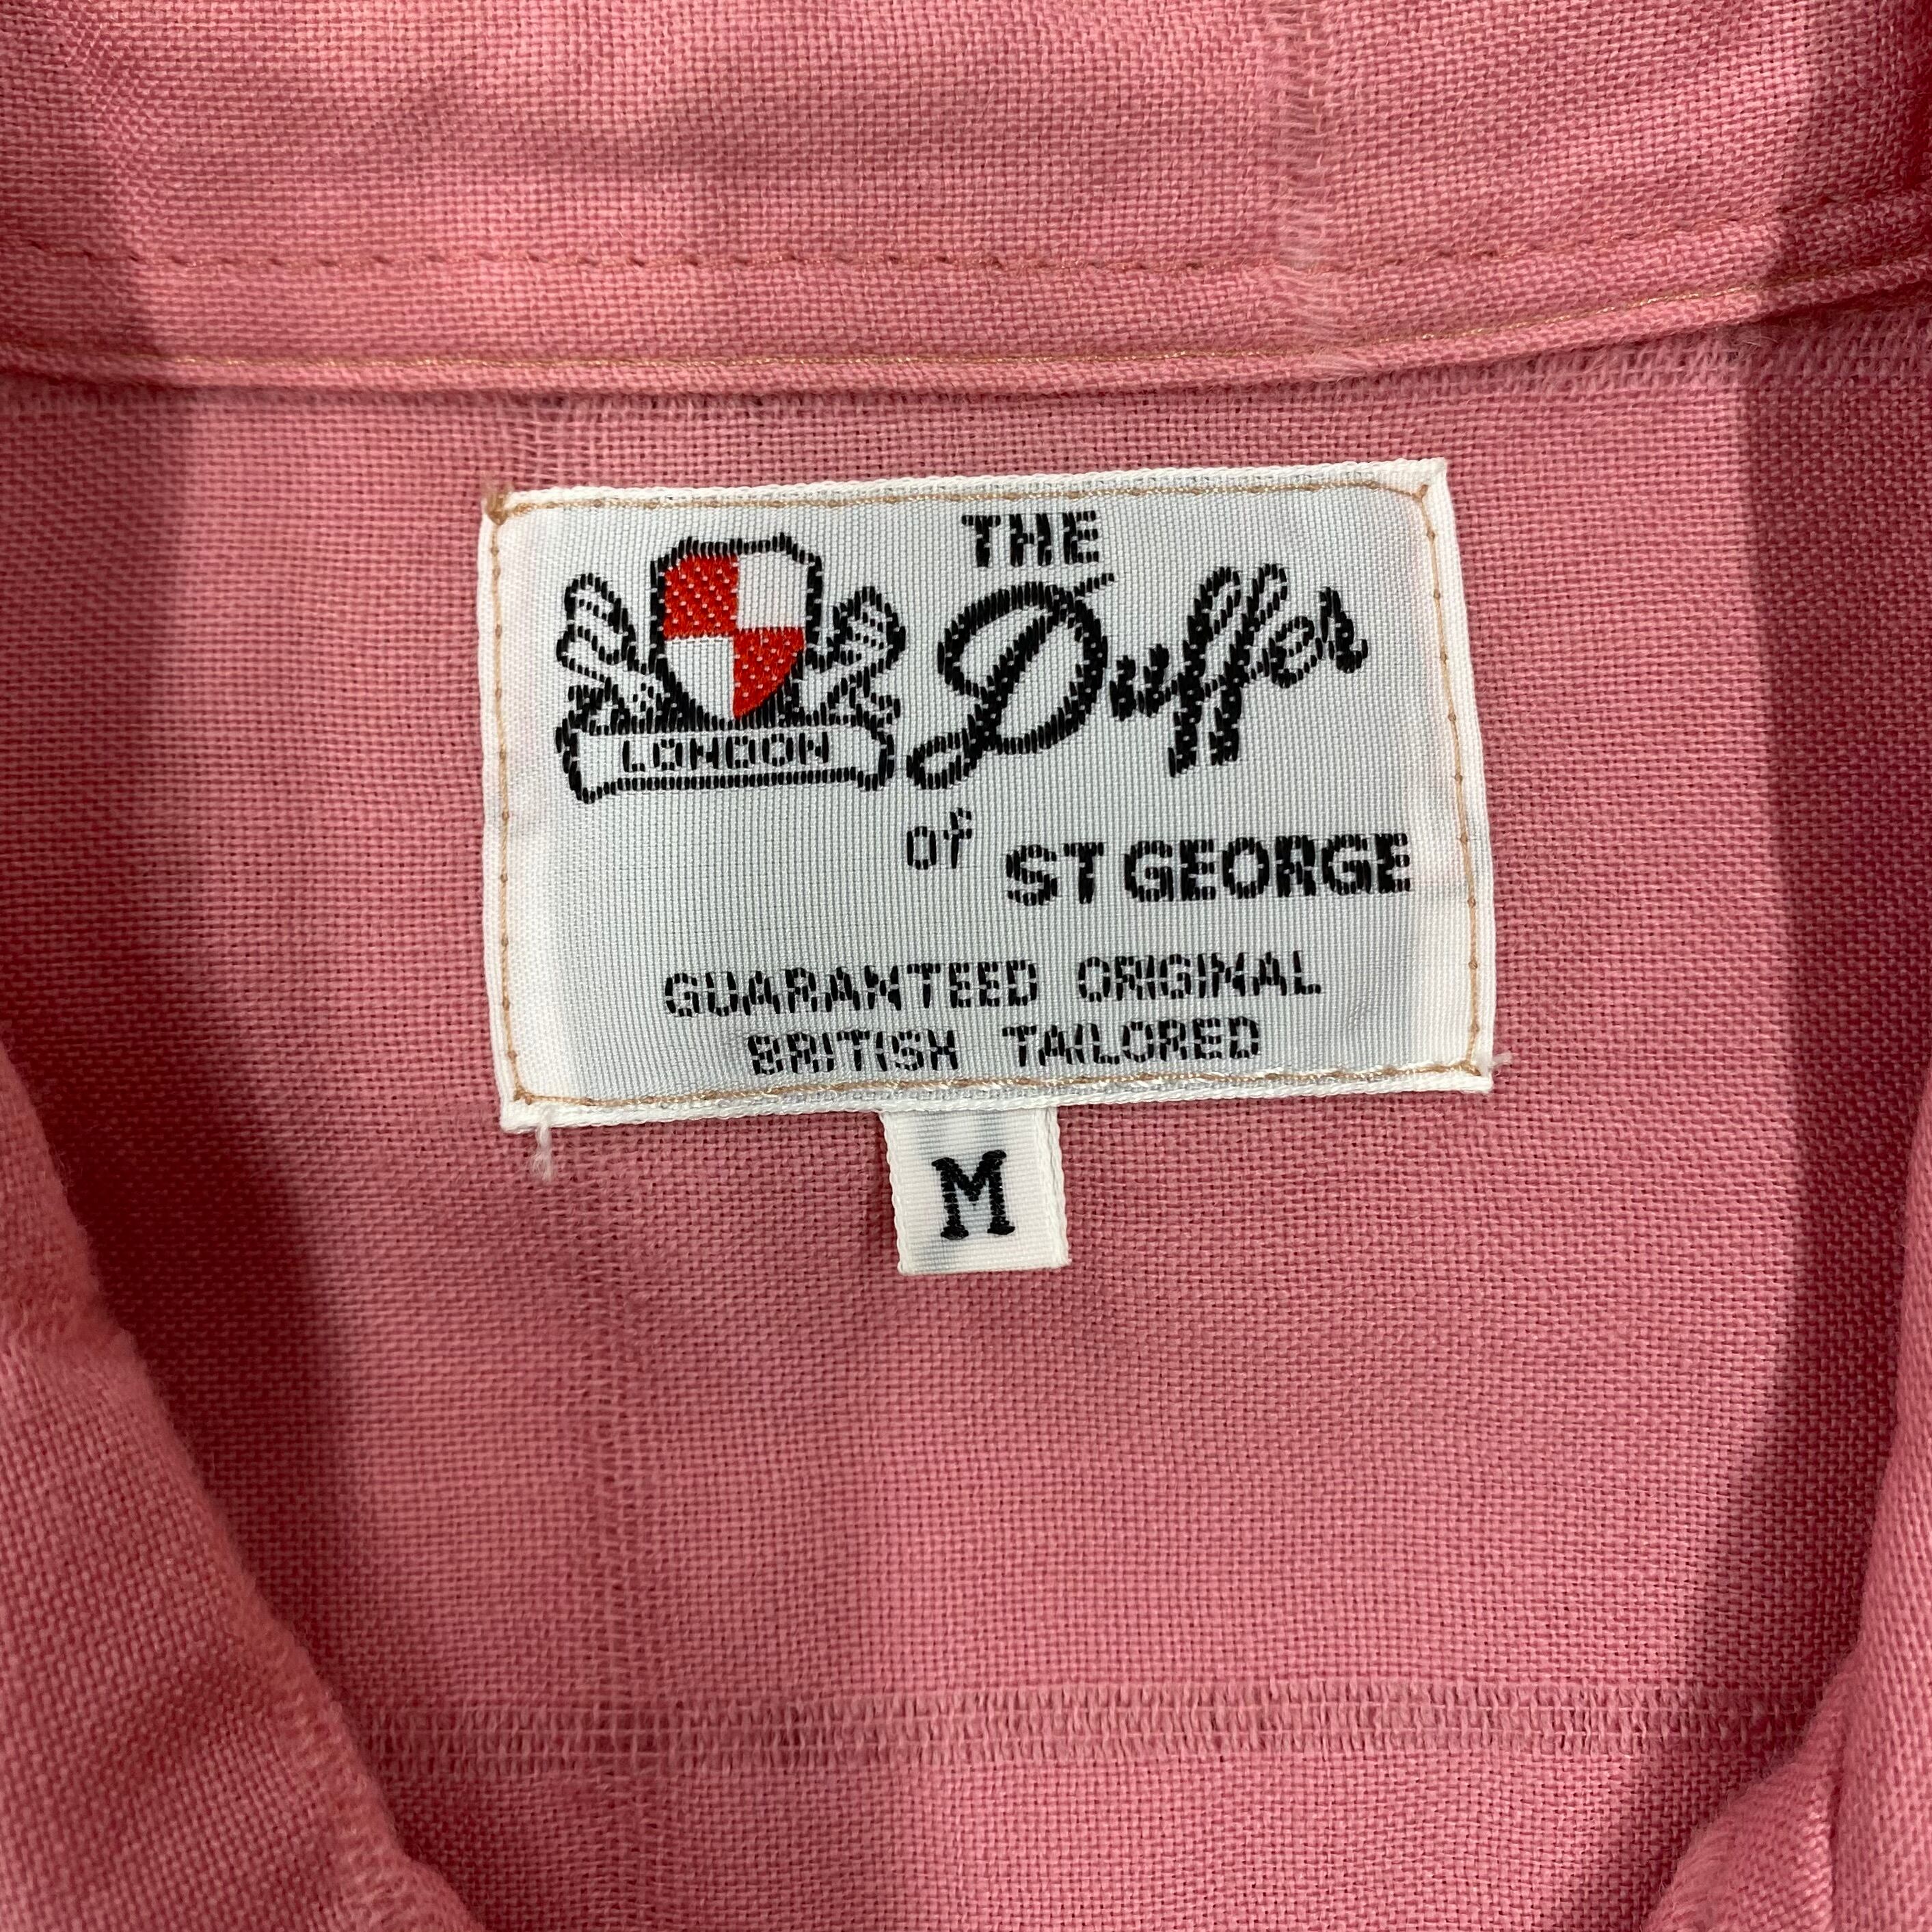 THE
Duffer
of ST GEORGE
LONDON
GUARANTEED ORIGINAL
BRITISH TAILORED
M